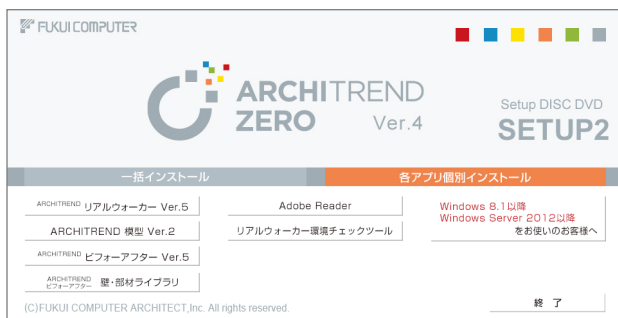 FUKUI COMPUTER
ARCHITREND
ZERO Ver.4
Setup DISC DVD
SETUP2
一括インストール
各アプリ個別インストール
ARCHITREND リアルウォーカー Ver.5
ARCHITREND 模型 Ver.2
ARCHITREND ビフォーアフター Ver.5
ARCHITREND
ビフォーアフター 壁・部材ライブラリ
Adobe Reader
リアルウォーカー環境チェックツール
Windows 8.1以降
Windows Server 2012以降
をお使いのお客様へ
(C)FUKUI COMPUTER ARCHITECT,Inc. All rights reserved.
終 了